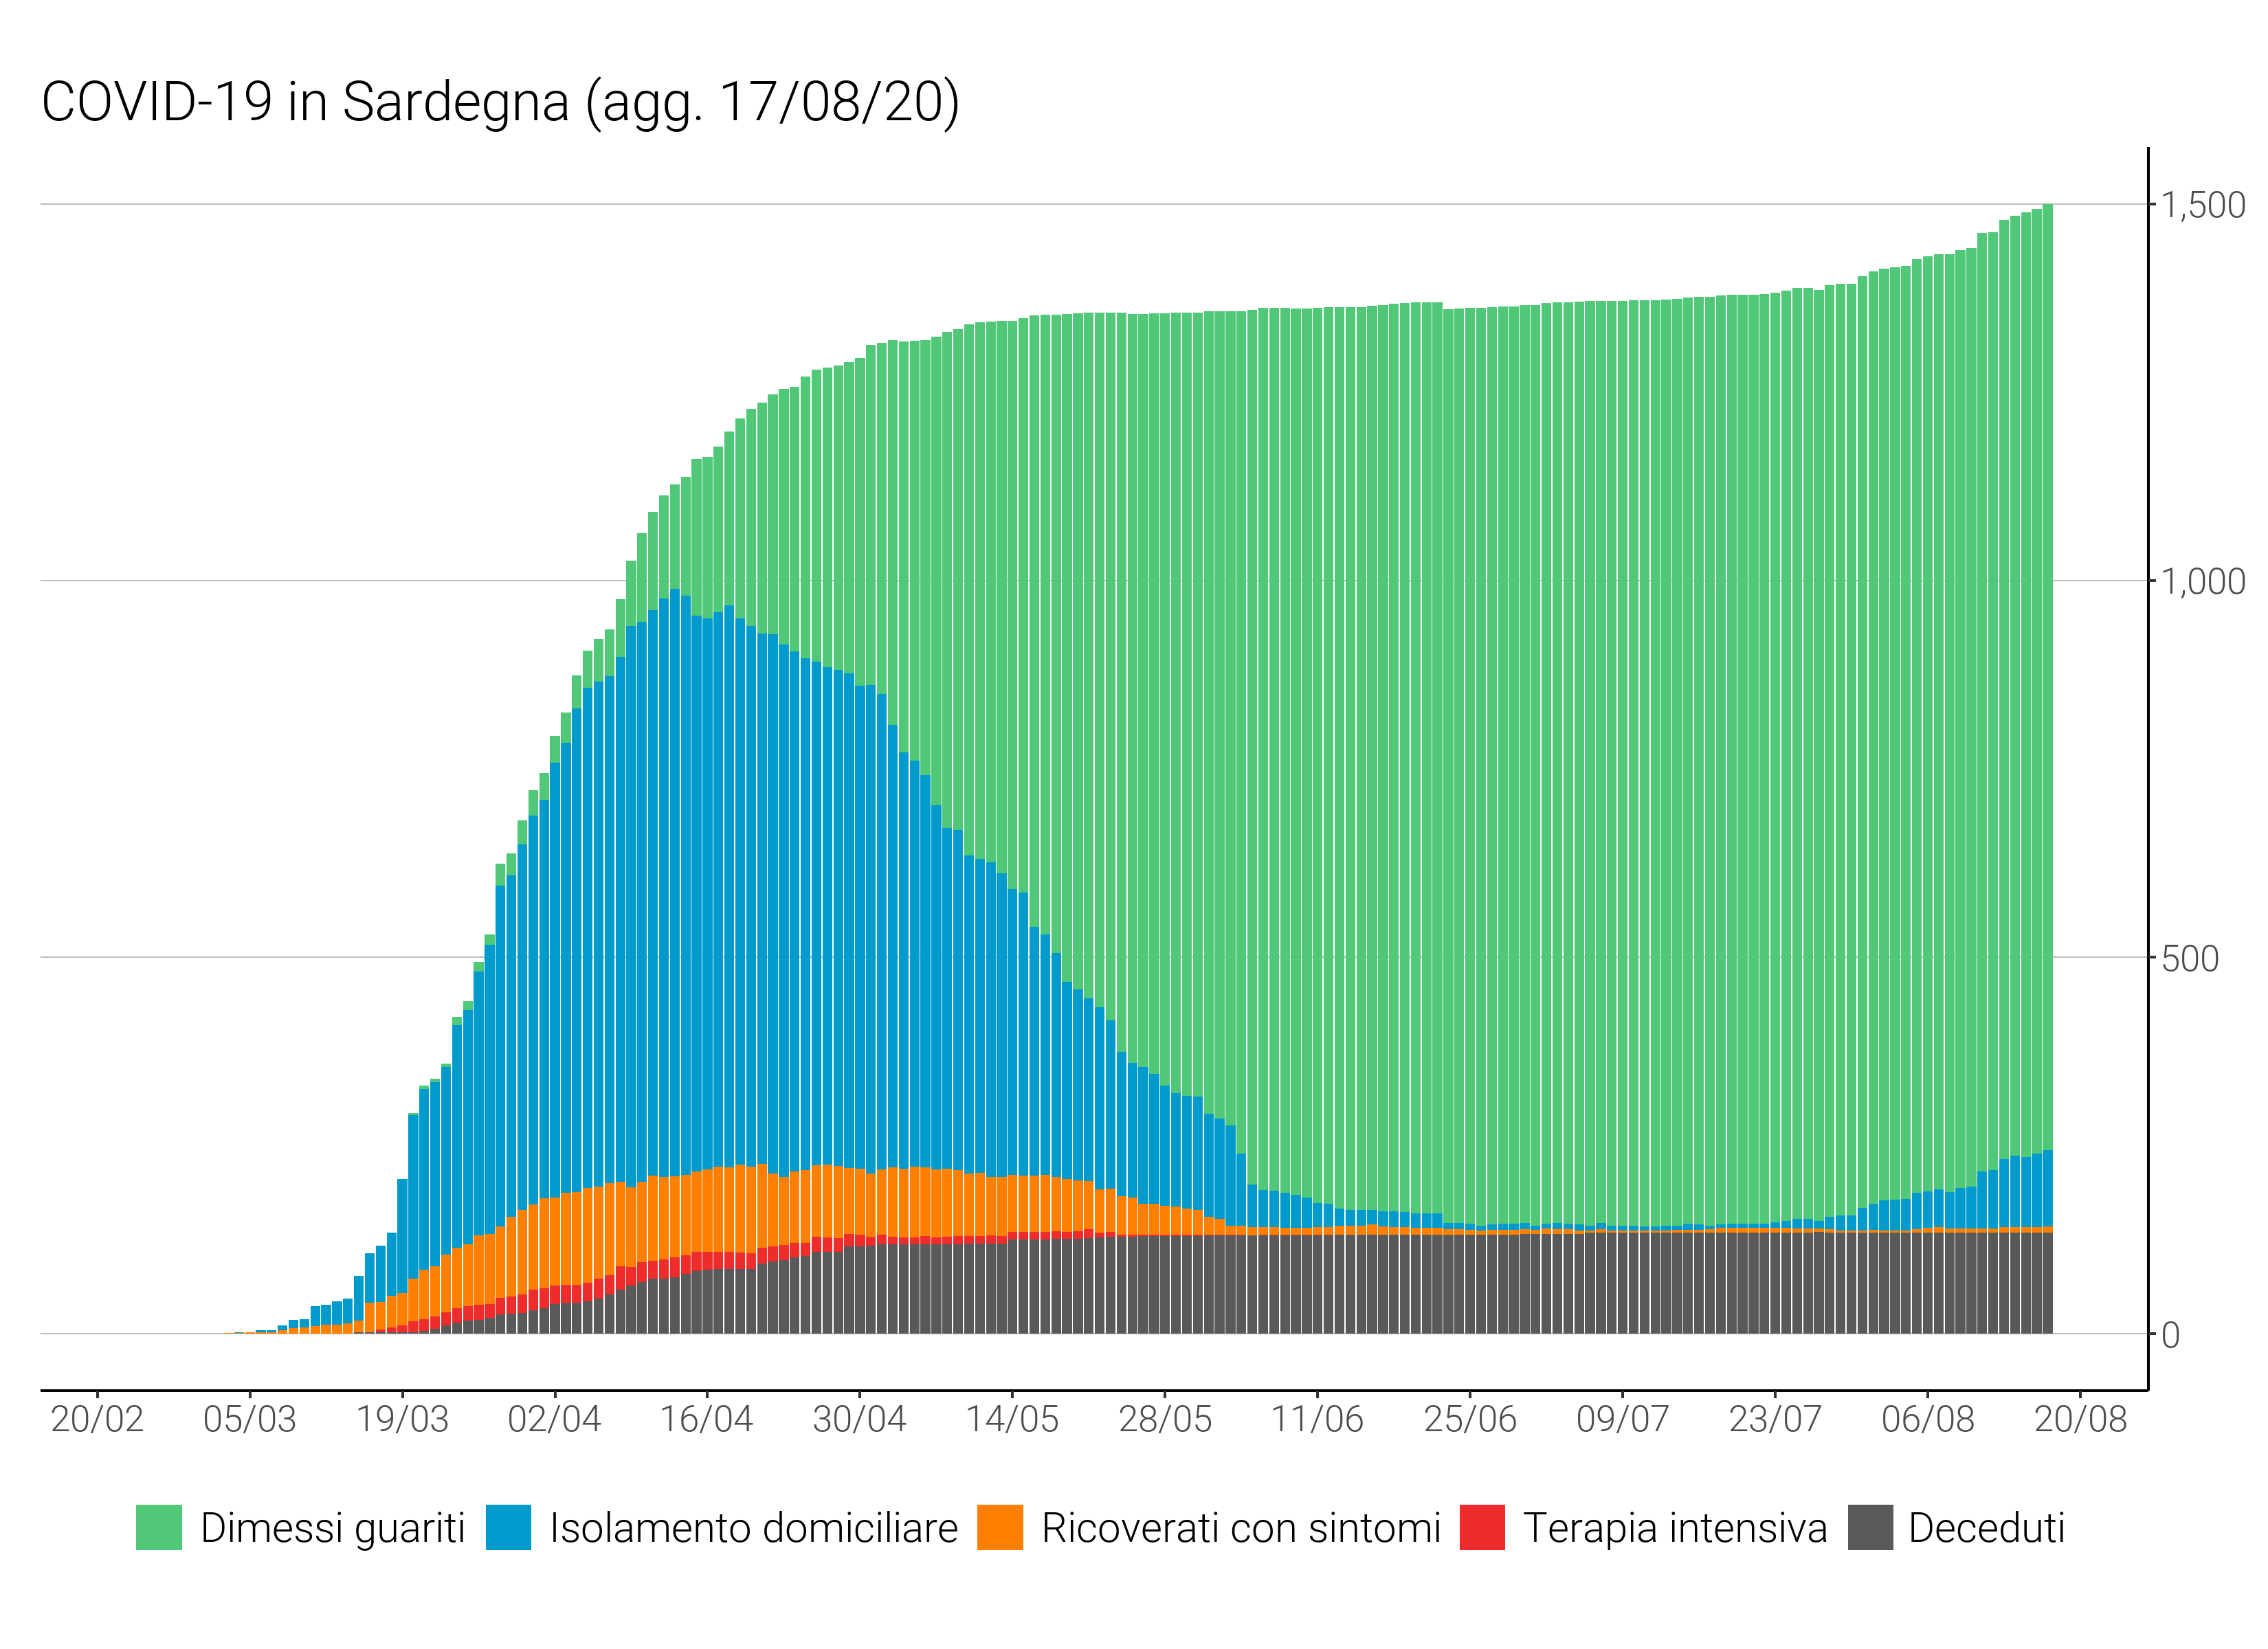 COVID-19 in Sardegna (agg. 17/08/20)
1,500
1,000
500
0
20/02 05/03 19/03 02/04 16/04 30/04 14/05 28/05 11/06 25/06 09/07 23/07 06/08 20/08
Dimessi guariti Isolamento domiciliare Ricoverati con sintomi Terapia intensiva Deceduti